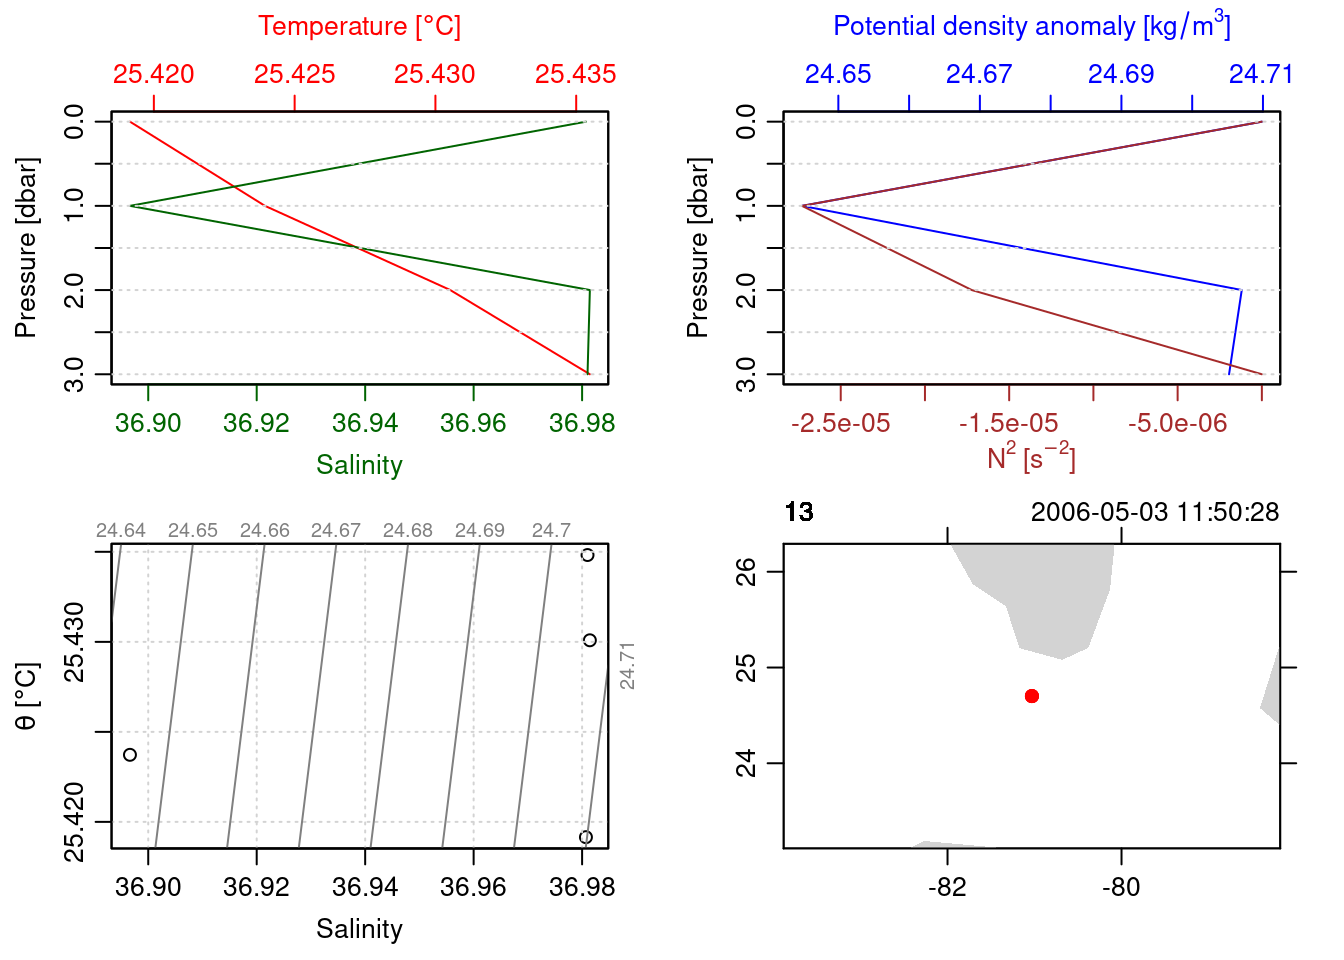 Temperature [°C]
25.420 25.425 25.430 25.435
Pressure [dbar]
0.0
1.0
2.0
3.0
36.90 36.92 36.94 36.96 36.98
Salinity
Potential density anomaly [kg/m³]
24.65 24.67 24.69 24.71
Pressure [dbar]
0.0
1.0
2.0
3.0
-2.5e-05 -1.5e-05 -5.0e-06
N² [s⁻²]
24.64 24.65 24.66 24.67 24.68 24.69 24.7
24.71
θ [°C]
25.430
25.420
36.90 36.92 36.94 36.96 36.98
Salinity
13 2006-05-03 11:50:28
26
25
24
-82 -80